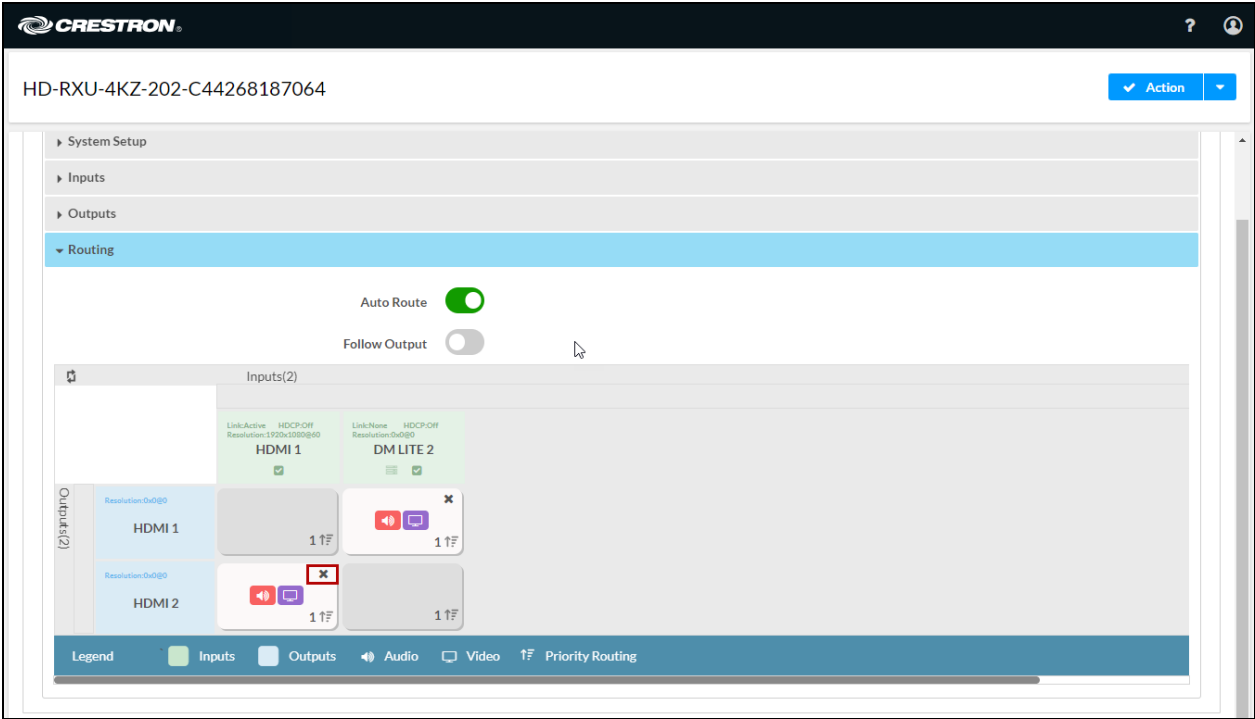 CRESTRON®
?
HD-RXU-4KZ-202-C44268187064
Action
System Setup
Inputs
Outputs
Routing
Auto Route
Follow Output
Inputs(2)
Link:Active HDCP:Off
Resolution:1920x1080@60
HDMI 1
Link:None HDCP:Off
Resolution:0x0@0
DM LITE 2
Outputs(2)
Resolution:0x0@0
HDMI 1
1
1
Resolution:0x0@0
HDMI 2
1
1
Legend Inputs Outputs Audio Video Priority Routing